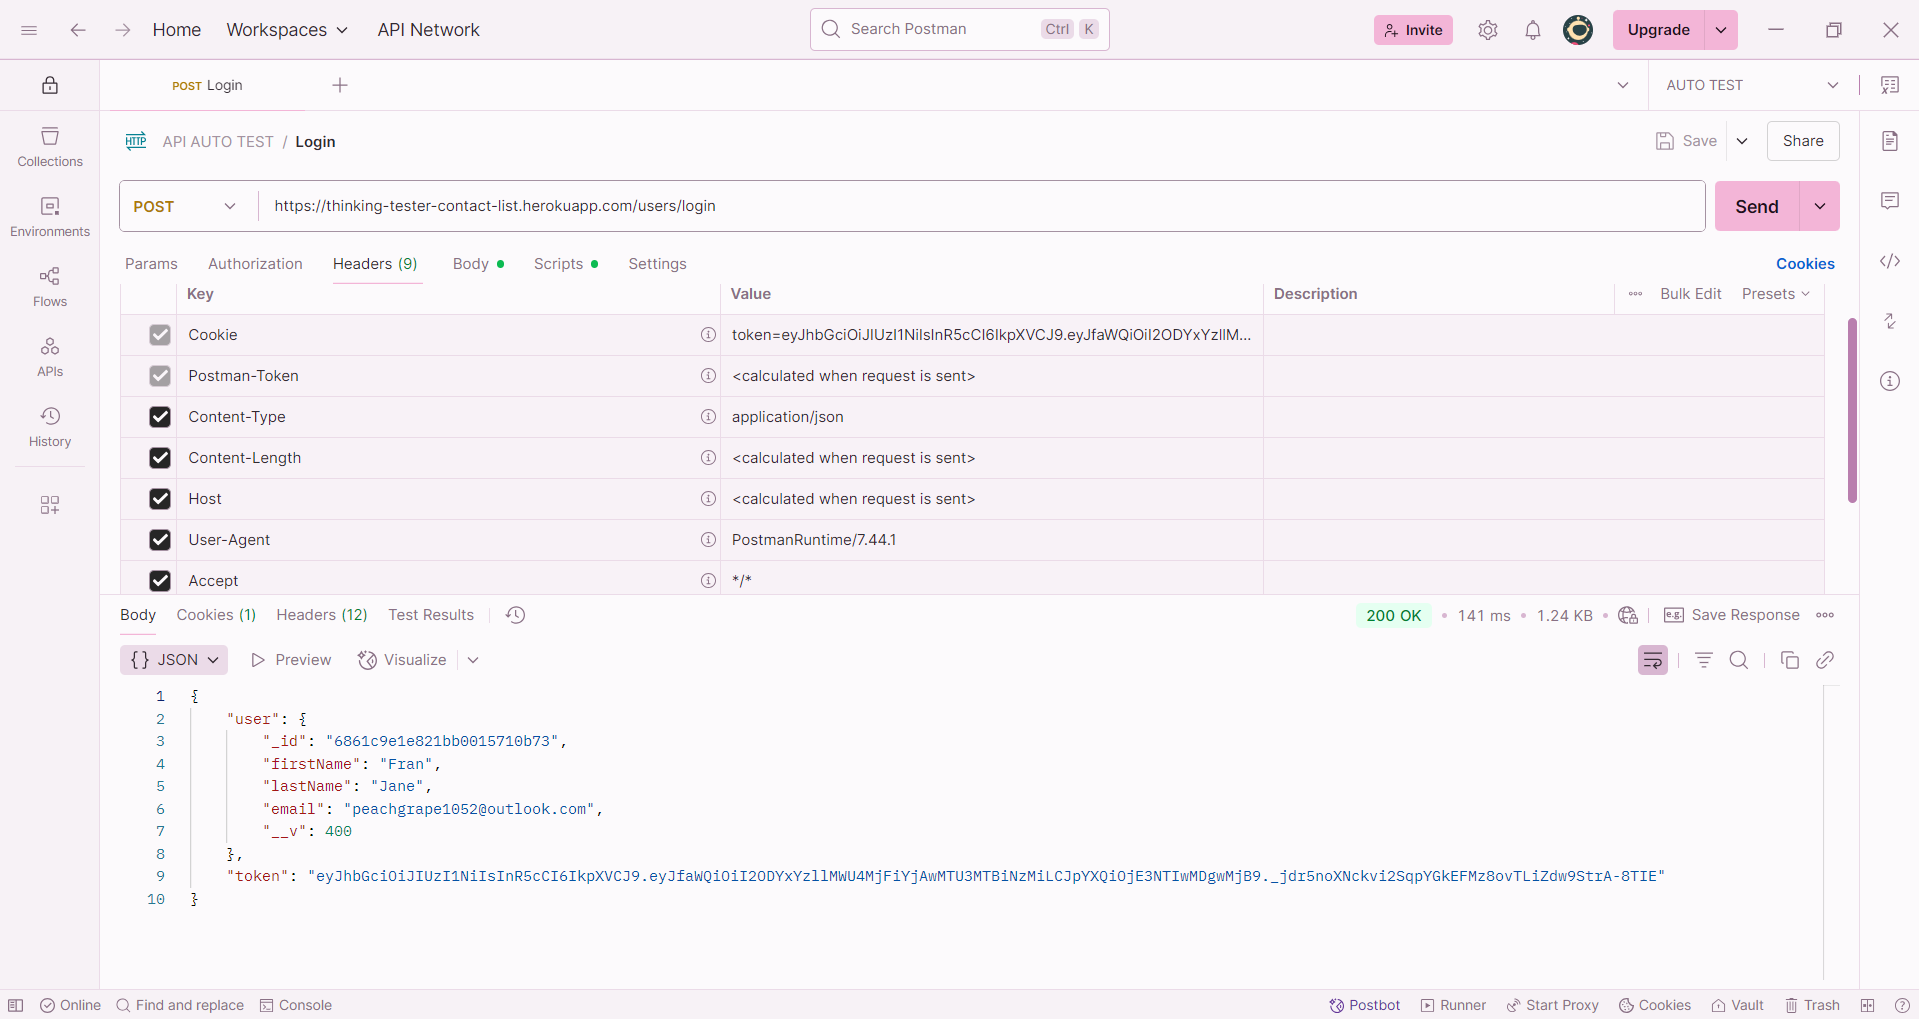 Home Workspaces API Network Search Postman Ctrl K Invite Upgrade
POST Login AUTO TEST
HTTP API AUTO TEST / Login Save Share
POST https://thinking-tester-contact-list.herokuapp.com/users/login Send
Params Authorization Headers (9) Body Scripts Settings Cookies
Key Value Description Bulk Edit Presets
Cookie token=eyJhbGciOiJIUzI1NiIsInR5cCI6IkpXVCJ9.eyJfaWQiOiI2ODYxYzllM...
Postman-Token <calculated when request is sent>
Content-Type application/json
Content-Length <calculated when request is sent>
Host <calculated when request is sent>
User-Agent PostmanRuntime/7.44.1
Accept */*
Collections
Environments
Flows
APIs
History
Body Cookies (1) Headers (12) Test Results 200 OK • 141 ms • 1.24 KB • e.g. Save Response
{} JSON Preview Visualize
1 {
2 "user": {
3 "_id": "6861c9e1e821bb0015710b73",
4 "firstName": "Fran",
5 "lastName": "Jane",
6 "email": "peachgrape1052@outlook.com",
7 "__v": 400
8 },
9 "token": "eyJhbGciOiJIUzI1NiIsInR5cCI6IkpXVCJ9.eyJfaWQiOiI2ODYxYzllMWU4MjFiYjAwMTU3MTBiNzMiLCJpYXQiOjE3NTIwMDgwMjB9._jdr5noXNckvi2SqpYGkEFMz8ovTLiZdw9StrA-8TIE"
10 }
Online Find and replace Console Postbot Runner Start Proxy Cookies Vault Trash